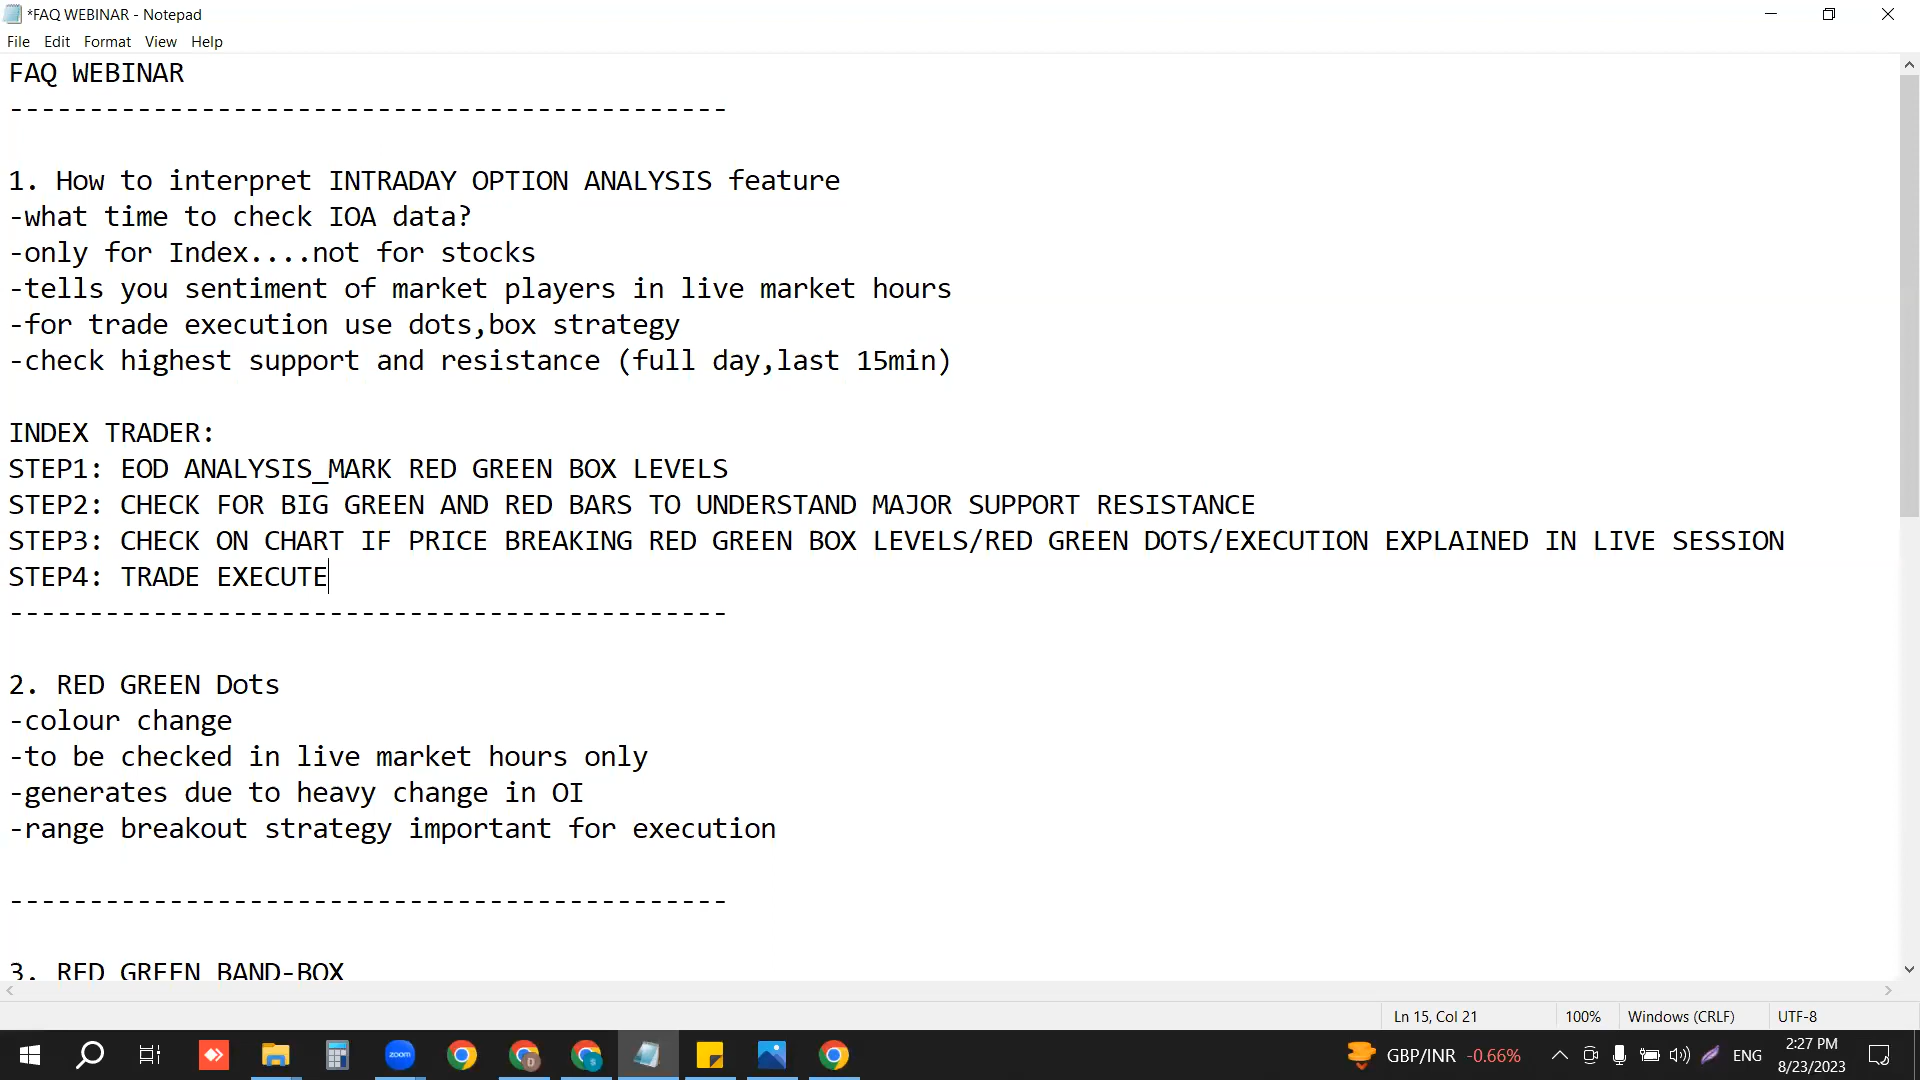 *FAQ WEBINAR - Notepad
File Edit Format View Help
FAQ WEBINAR
---------------------------------------------
1. How to interpret INTRADAY OPTION ANALYSIS feature
-what time to check IOA data?
-only for Index....not for stocks
-tells you sentiment of market players in live market hours
-for trade execution use dots,box strategy
-check highest support and resistance (full day,last 15min)
INDEX TRADER:
STEP1: EOD ANALYSIS_MARK RED GREEN BOX LEVELS
STEP2: CHECK FOR BIG GREEN AND RED BARS TO UNDERSTAND MAJOR SUPPORT RESISTANCE
STEP3: CHECK ON CHART IF PRICE BREAKING RED GREEN BOX LEVELS/RED GREEN DOTS/EXECUTION EXPLAINED IN LIVE SESSION
STEP4: TRADE EXECUTE
---------------------------------------------
2. RED GREEN Dots
-colour change
-to be checked in live market hours only
-generates due to heavy change in OI
-range breakout strategy important for execution
---------------------------------------------
3. RED GREEN BAND-BOX
Ln 15, Col 21 100% Windows (CRLF) UTF-8
zoom D s GBP/INR -0.66% ENG 2:27 PM
8/23/2023